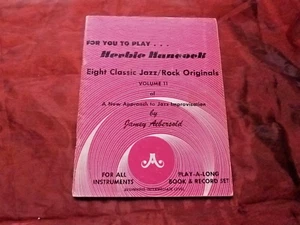 FOR YOU TO PLAY . . .
Herbie Hancock
Eight Classic Jazz/Rock Originals
VOLUME 11
of
A New Approach to Jazz Improvisation
by
Jamey Aebersold
JA
FOR ALL INSTRUMENTS
PLAY-A-LONG
BOOK & RECORD SET